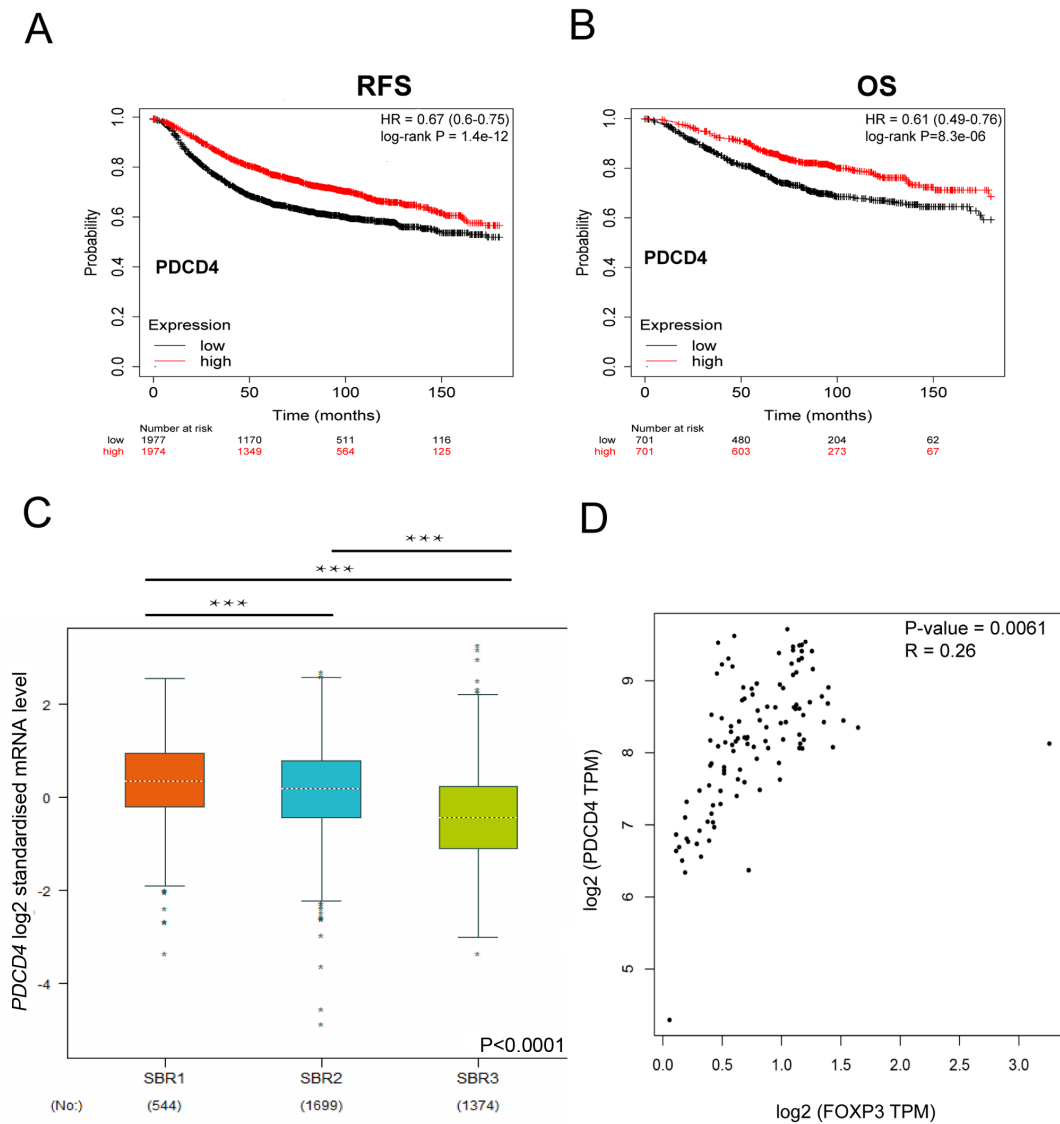 A
RFS
HR = 0.67 (0.6-0.75)
log-rank P = 1.4e-12
Probability
1.0
0.8
0.6
0.4
0.2
0.0
PDCD4
Expression
low
high
0 50 100 150
Time (months)
Number at risk
low 1977 1170 511 116
high 1974 1349 564 125
B
OS
HR = 0.61 (0.49-0.76)
log-rank P=8.3e-06
Probability
1.0
0.8
0.6
0.4
0.2
0.0
PDCD4
Expression
low
high
0 50 100 150
Time (months)
Number at risk
low 701 480 204 62
high 701 603 273 67
C
***
***
***
PDCD4 log2 standardised mRNA level
2
0
-2
-4
P<0.0001
SBR1 SBR2 SBR3
(No:) (544) (1699) (1374)
D
P-value = 0.0061
R = 0.26
log2 (PDCD4 TPM)
9
8
7
6
5
0.0 0.5 1.0 1.5 2.0 2.5 3.0
log2 (FOXP3 TPM)